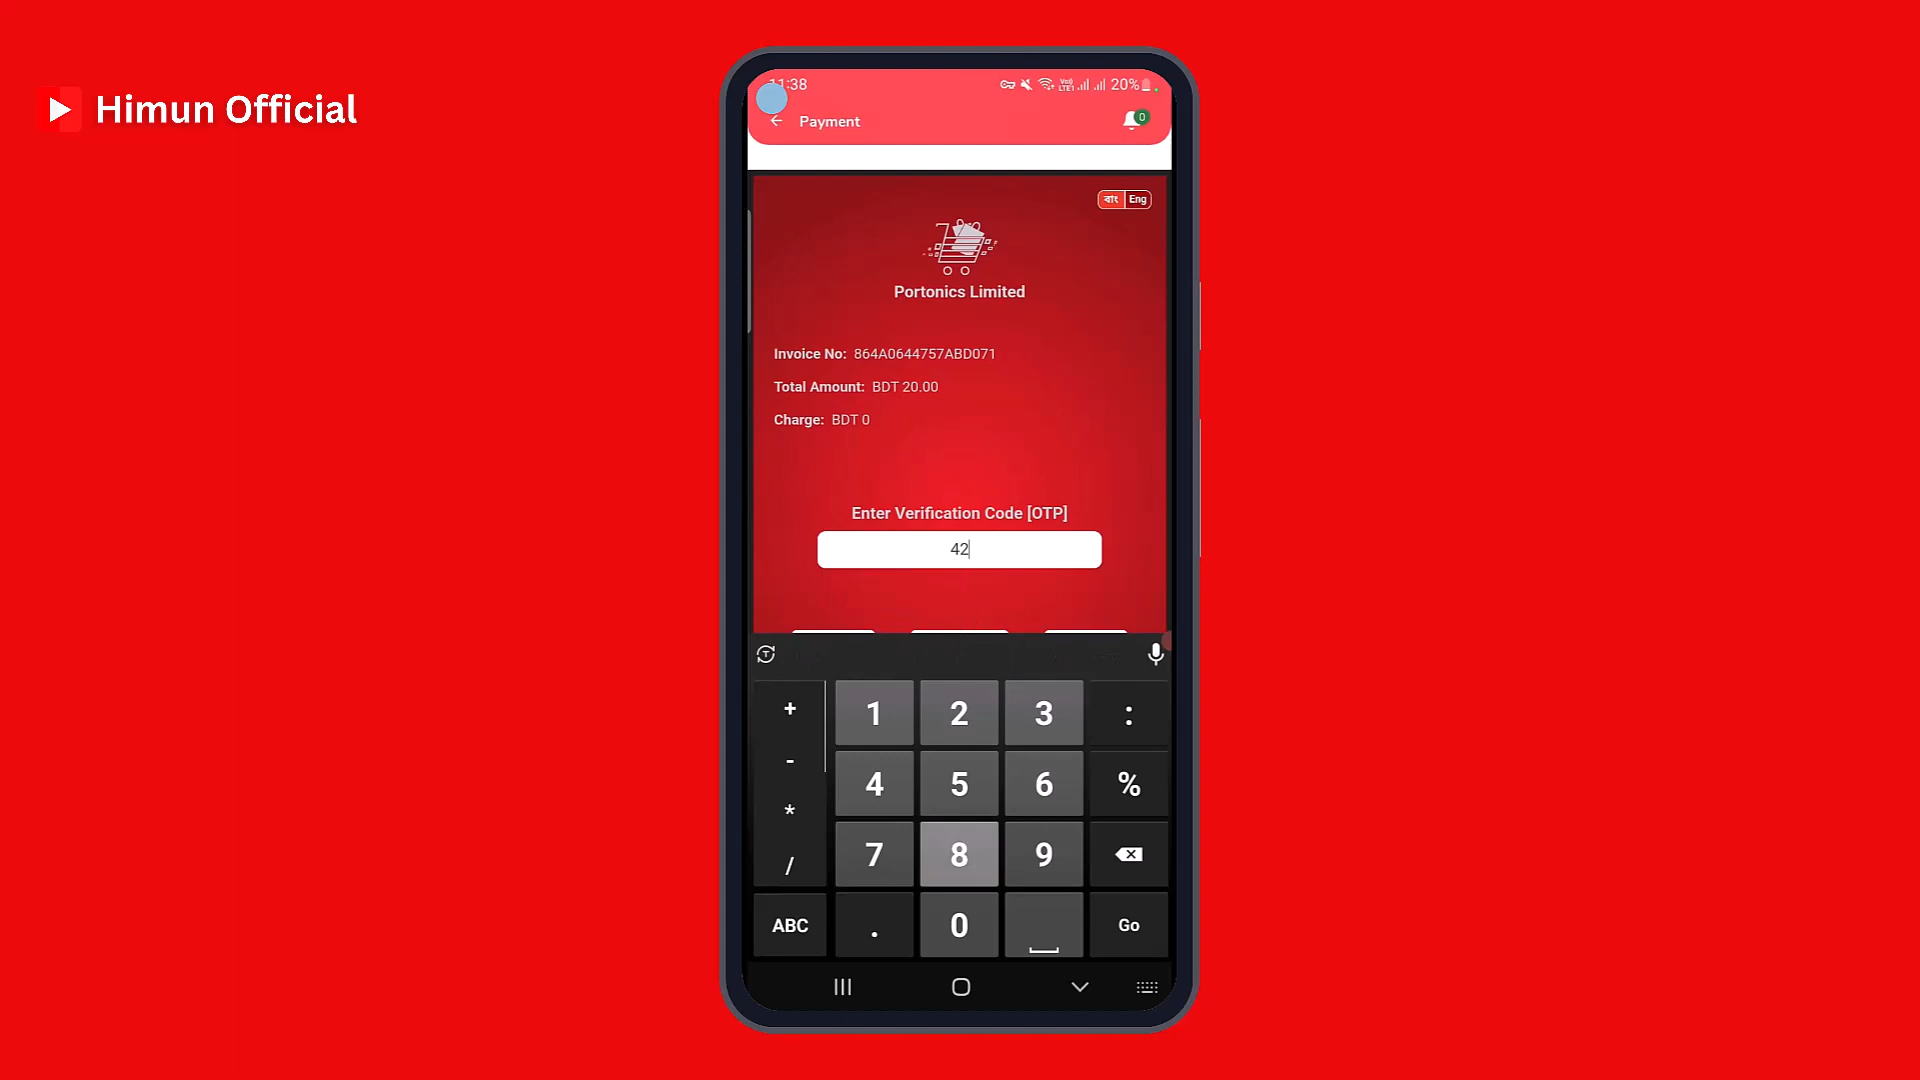 Himun Official
11:38
20%
Payment
0
বাং Eng
Portonics Limited
Invoice No: 864A0644757ABD071
Total Amount: BDT 20.00
Charge: BDT 0
Enter Verification Code [OTP]
42
+ 1 2 3 :
- 4 5 6 %
* 7 8 9
/
ABC . 0 Go